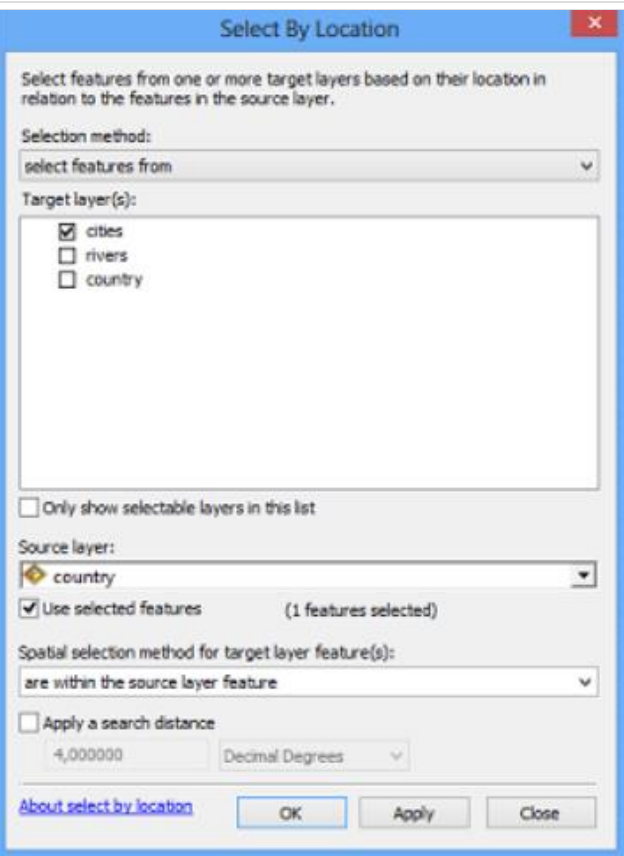 Select By Location
Select features from one or more target layers based on their location in
relation to the features in the source layer.
Selection method:
select features from
Target layer(s):
cities
rivers
country
Only show selectable layers in this list
Source layer:
country
Use selected features (1 features selected)
Spatial selection method for target layer feature(s):
are within the source layer feature
Apply a search distance
4,000000 Decimal Degrees
About select by location OK Apply Close